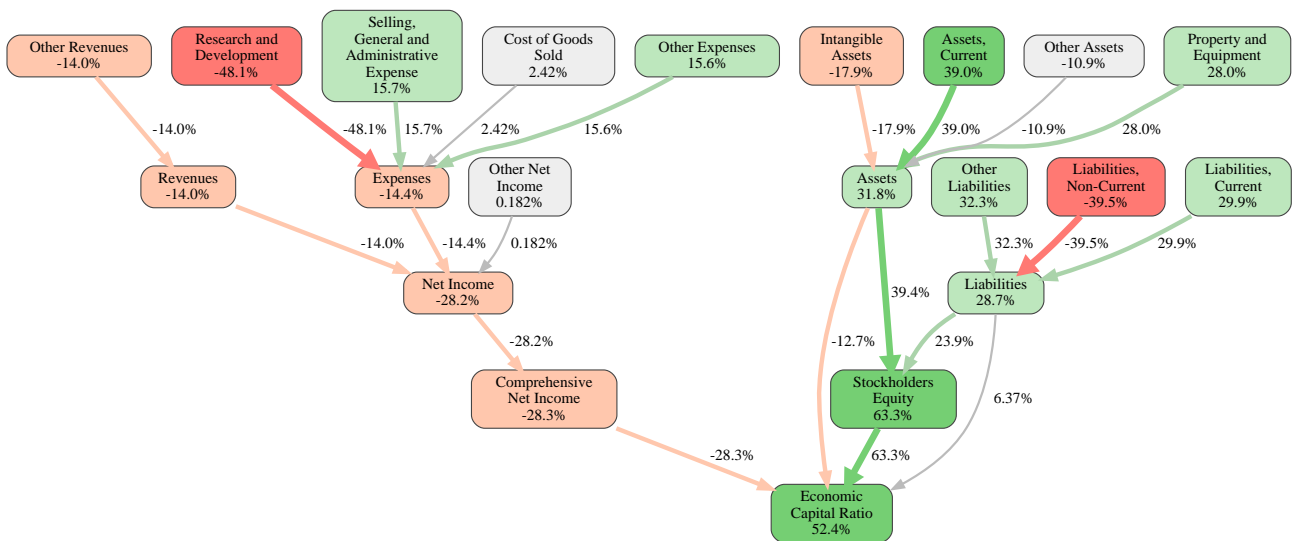 Other Revenues
-14.0%
Research and
Development
-48.1%
Selling,
General and
Administrative
Expense
15.7%
Cost of Goods
Sold
2.42%
Other Expenses
15.6%
Intangible
Assets
-17.9%
Assets,
Current
39.0%
Other Assets
-10.9%
Property and
Equipment
28.0%
-14.0%
-48.1%
15.7%
2.42%
15.6%
-17.9%
39.0%
-10.9%
28.0%
Revenues
-14.0%
Expenses
-14.4%
Other Net
Income
0.182%
Assets
31.8%
Other
Liabilities
32.3%
Liabilities,
Non-Current
-39.5%
Liabilities,
Current
29.9%
-14.0%
-14.4%
0.182%
32.3%
-39.5%
29.9%
Net Income
-28.2%
39.4%
Liabilities
28.7%
-28.2%
-12.7%
23.9%
Comprehensive
Net Income
-28.3%
Stockholders
Equity
63.3%
6.37%
-28.3%
63.3%
Economic
Capital Ratio
52.4%